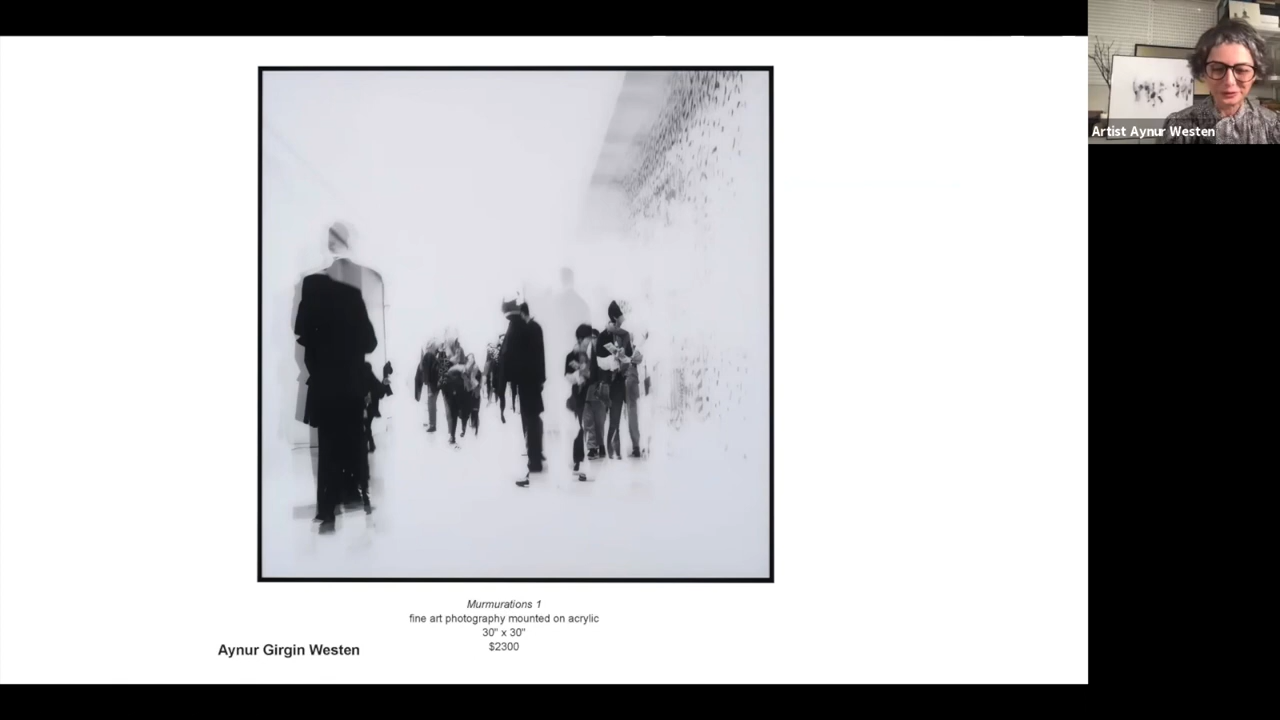 Artist Aynur Westen
Murmurations 1
fine art photography mounted on acrylic
30" x 30"
$2300
Aynur Girgin Westen